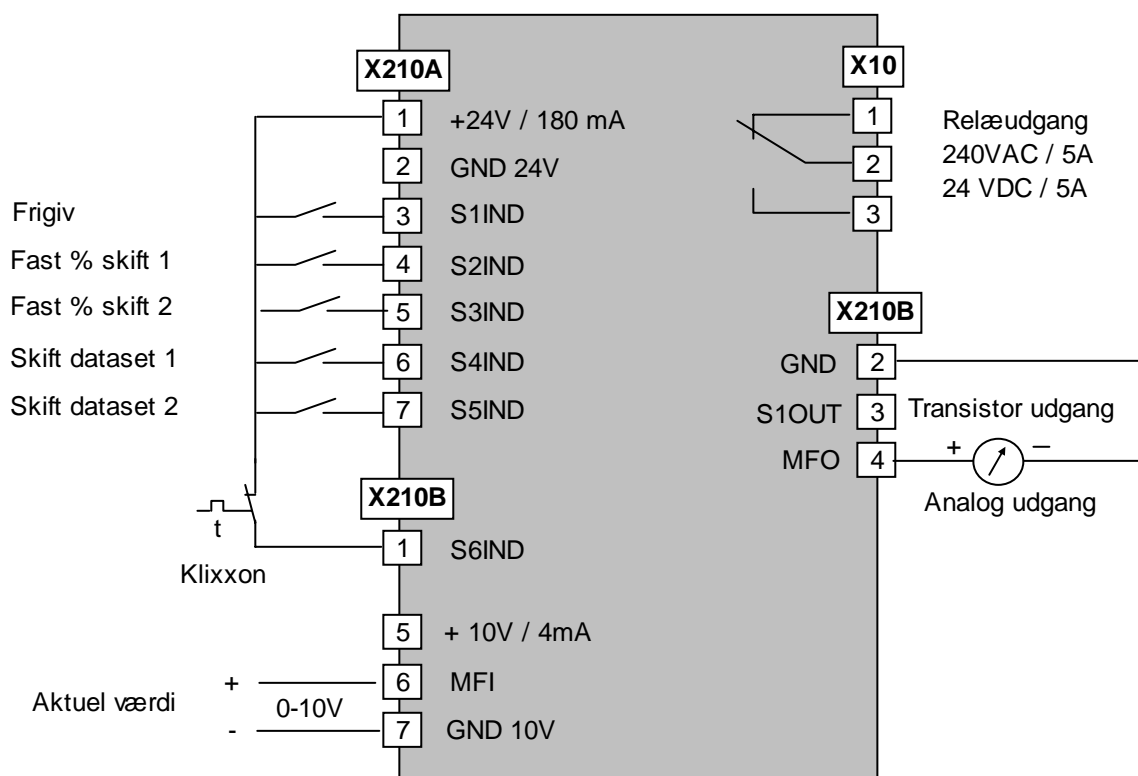 X210A
X10
1 +24V / 180 mA
2 GND 24V
Frigiv 3 S1IND
Fast % skift 1 4 S2IND
Fast % skift 2 5 S3IND
Skift dataset 1 6 S4IND
Skift dataset 2 7 S5IND
X210B
t
Klixxon
1 S6IND
5 + 10V / 4mA
Aktuel værdi
+ 6 MFI
0-10V
- 7 GND 10V
1
2
3
Relæudgang
240VAC / 5A
24 VDC / 5A
X210B
GND 2
S1OUT 3 Transistor udgang
MFO 4 + –
Analog udgang